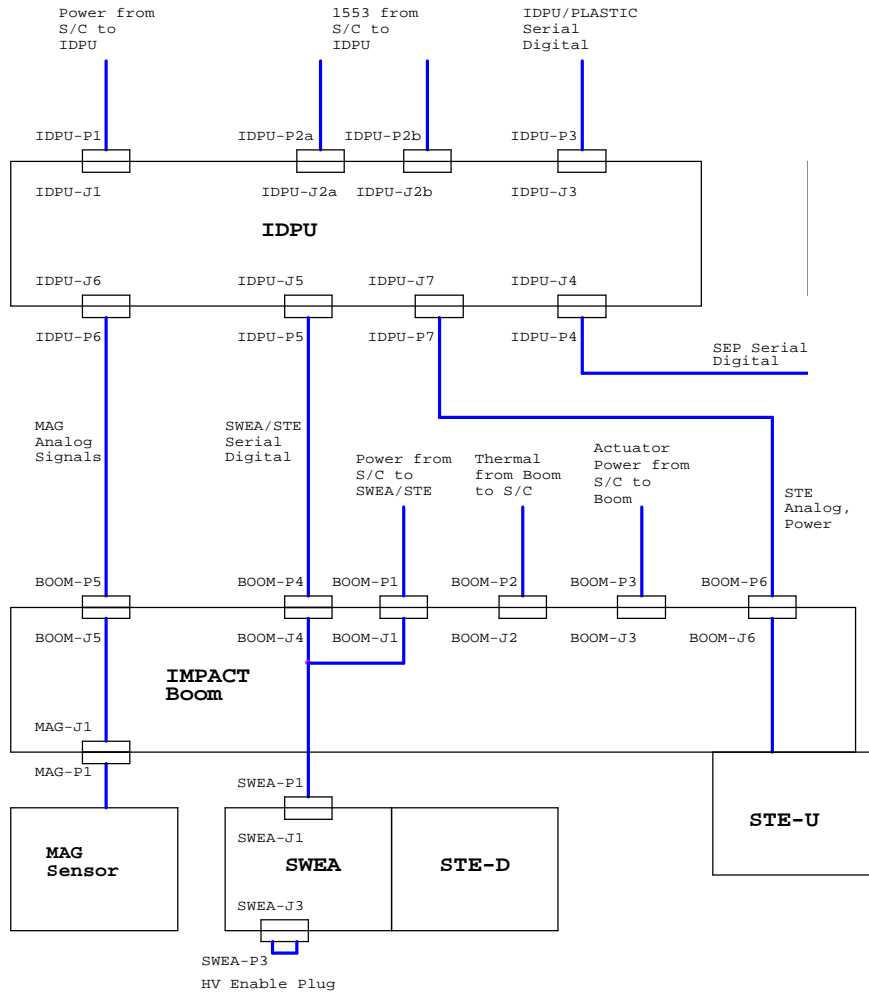 Power from
S/C to
IDPU
1553 from
S/C to
IDPU
IDPU/PLASTIC
Serial
Digital
IDPU-P1
IDPU-P2a
IDPU-P2b
IDPU-P3
IDPU-J1
IDPU-J2a
IDPU-J2b
IDPU-J3
IDPU
IDPU-J6
IDPU-J5
IDPU-J7
IDPU-J4
IDPU-P6
IDPU-P5
IDPU-P7
IDPU-P4
SEP Serial
Digital
MAG
Analog
Signals
SWEA/STE
Serial
Digital
Power from
S/C to
SWEA/STE
Thermal
from Boom
to S/C
Actuator
Power from
S/C to
Boom
STE
Analog,
Power
BOOM-P5
BOOM-P4
BOOM-P1
BOOM-P2
BOOM-P3
BOOM-P6
BOOM-J5
BOOM-J4
BOOM-J1
BOOM-J2
BOOM-J3
BOOM-J6
IMPACT
Boom
MAG-J1
MAG-P1
SWEA-P1
SWEA-J1
MAG
Sensor
SWEA
STE-D
STE-U
SWEA-J3
SWEA-P3
HV Enable Plug